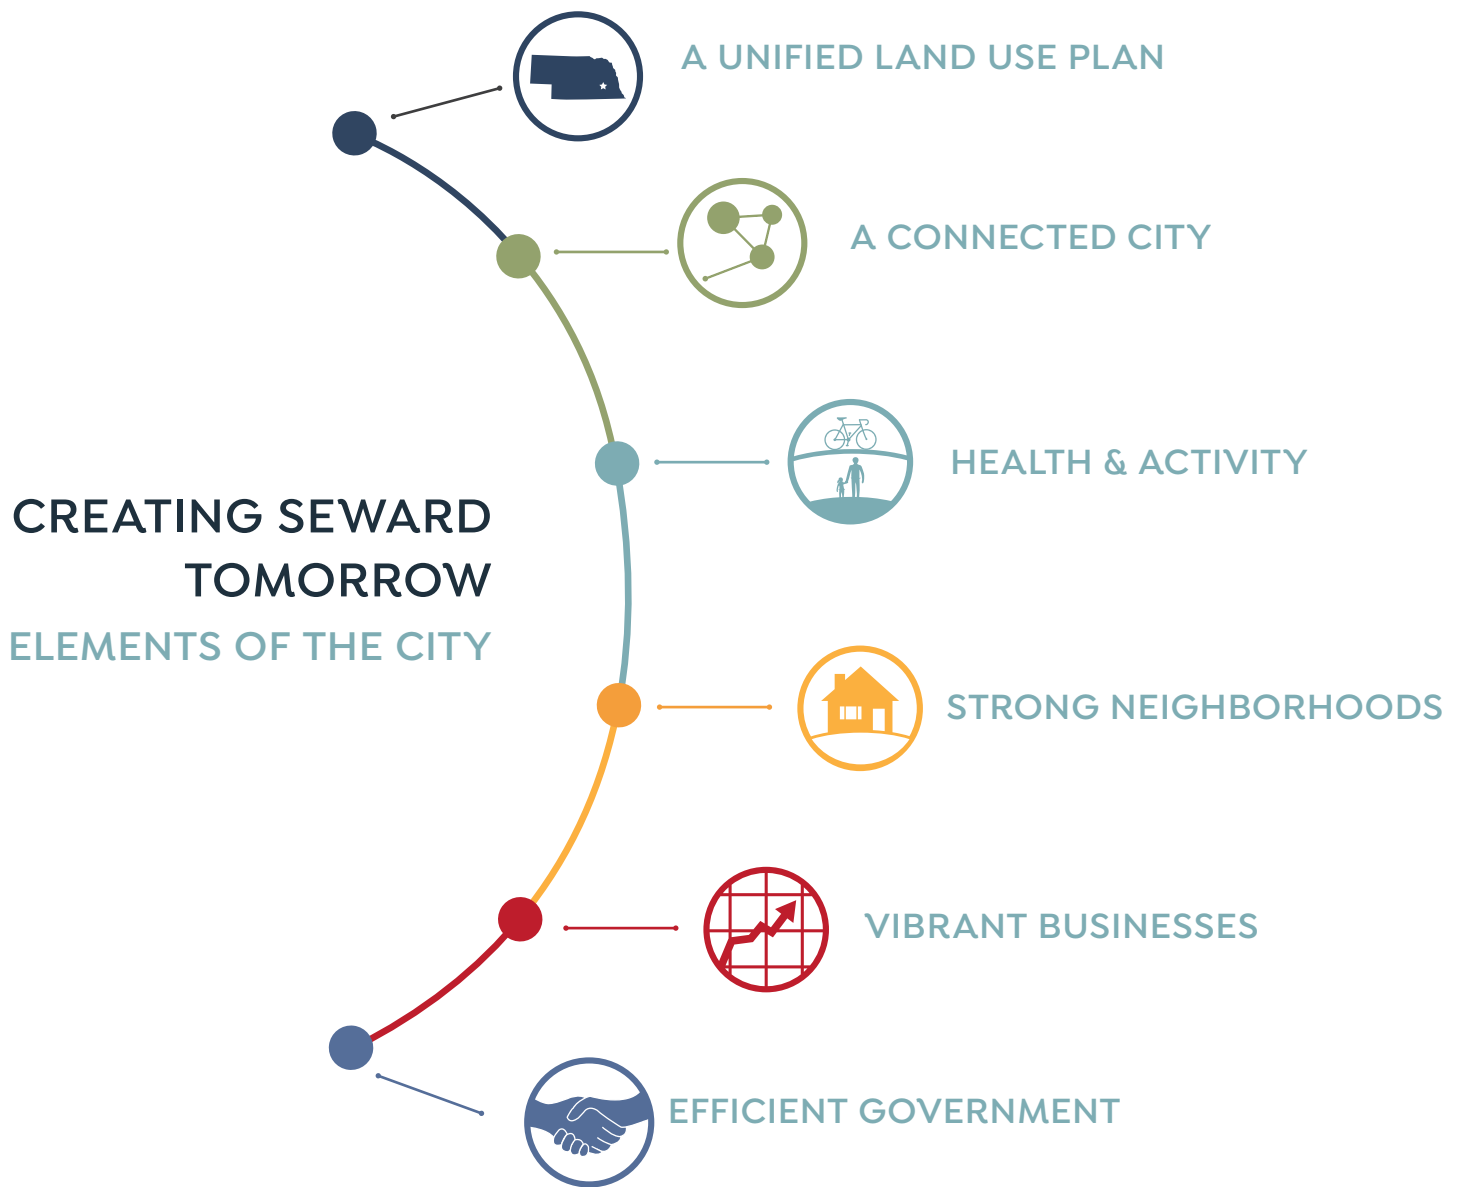 A UNIFIED LAND USE PLAN
A CONNECTED CITY
HEALTH & ACTIVITY
CREATING SEWARD
TOMORROW
ELEMENTS OF THE CITY
STRONG NEIGHBORHOODS
VIBRANT BUSINESSES
EFFICIENT GOVERNMENT